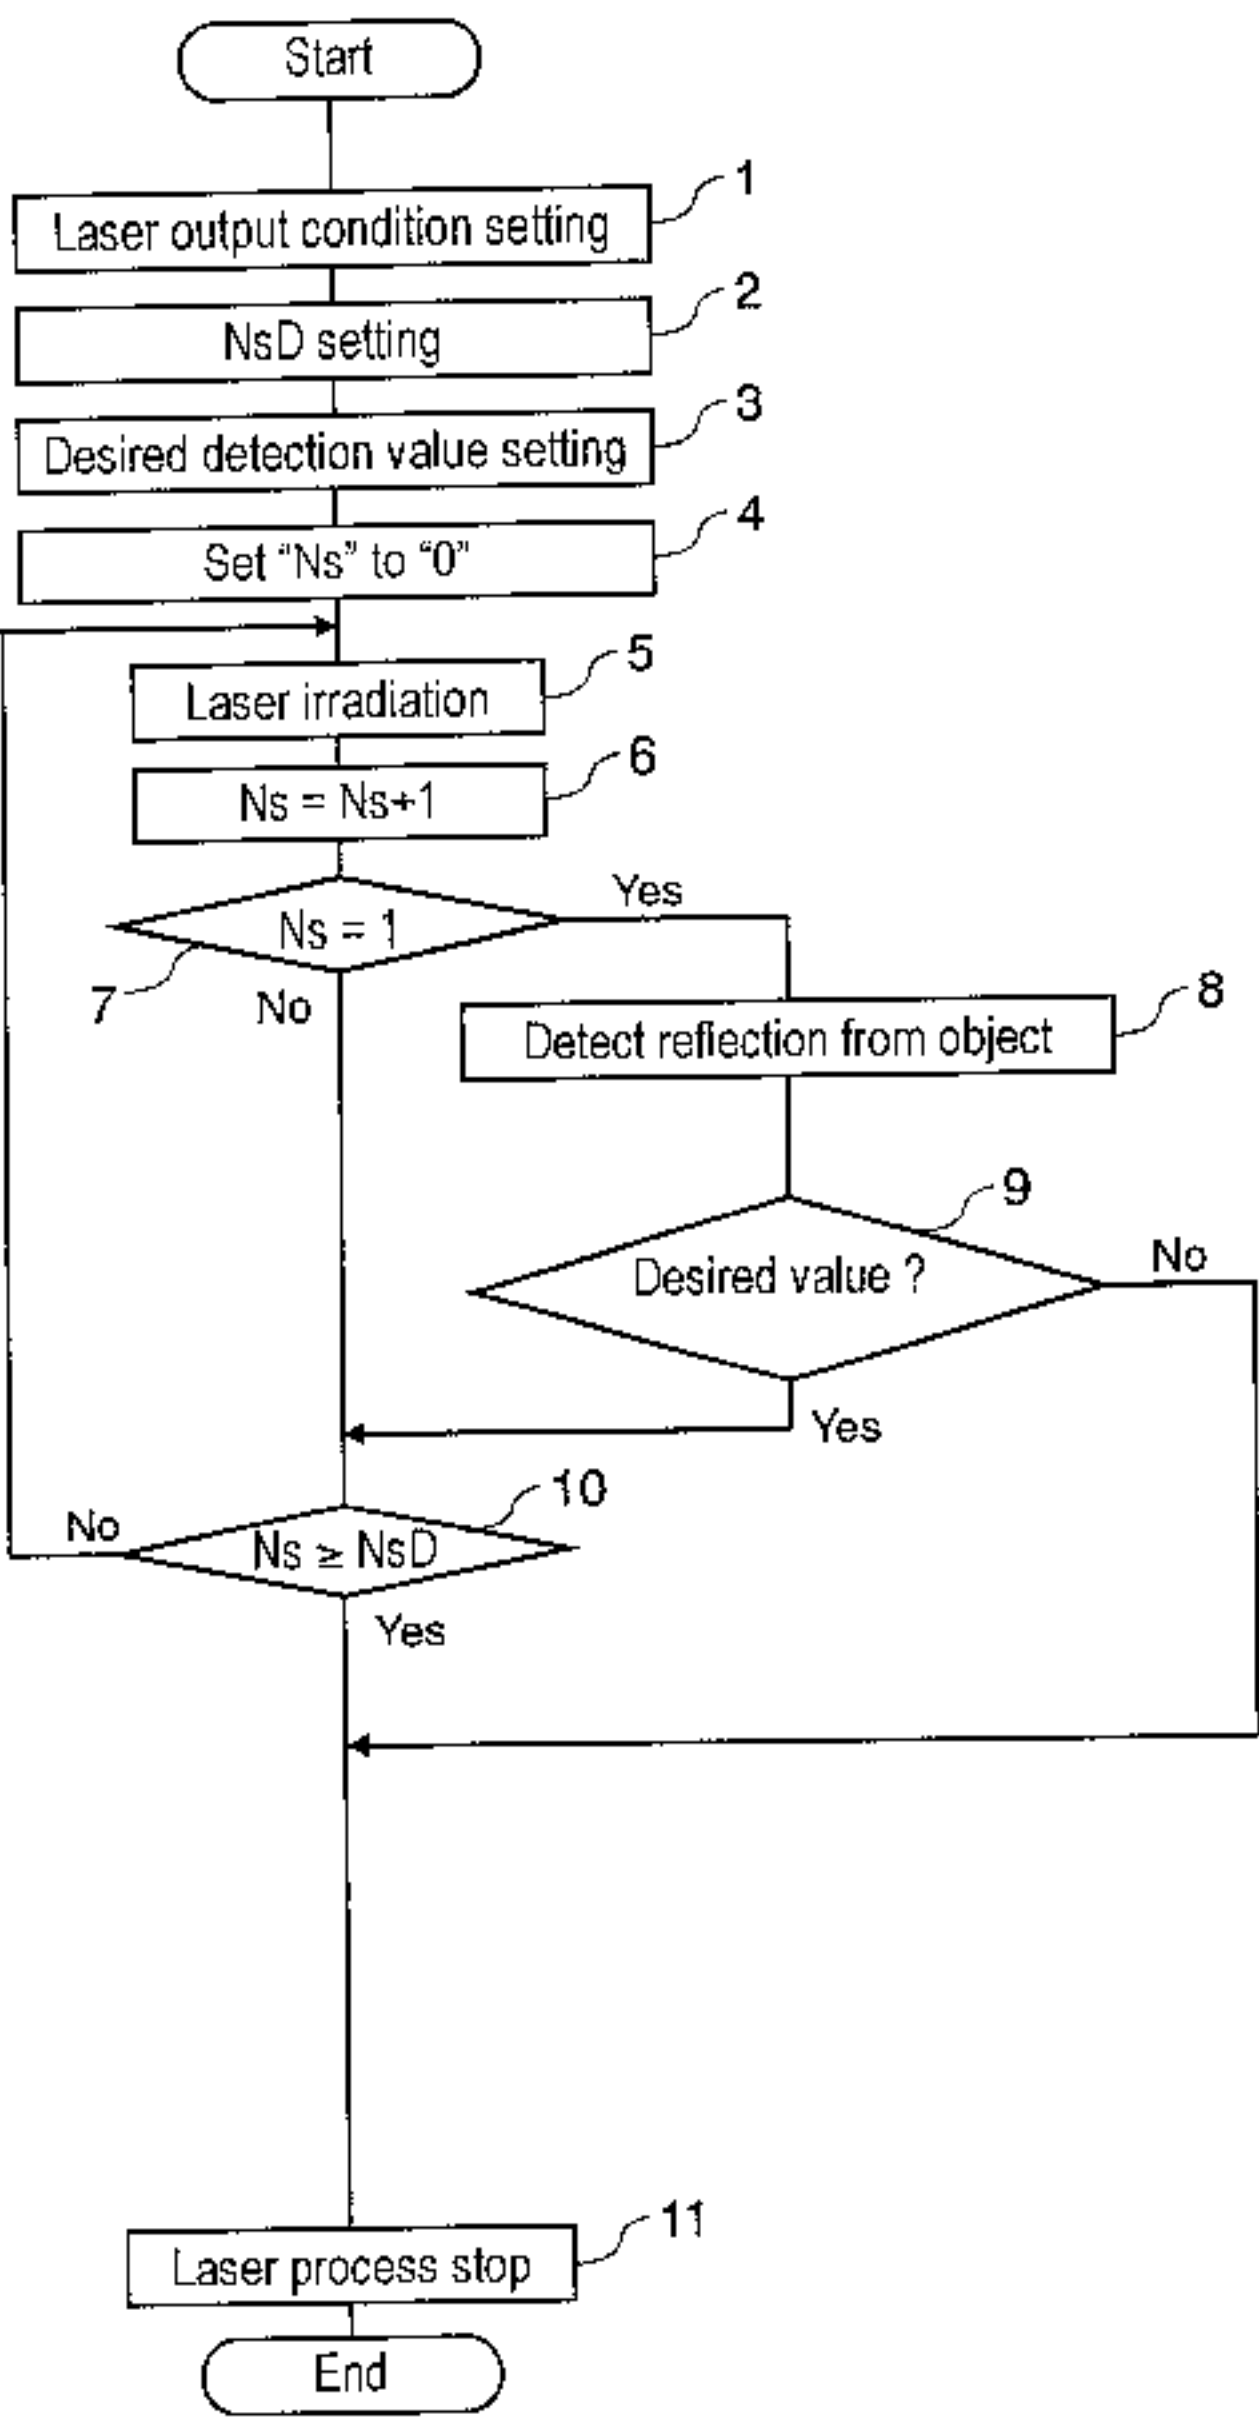 Start
1
Laser output condition setting
2
NsD setting
3
Desired detection value setting
4
Set “Ns” to “0”
5
Laser irradiation
6
Ns = Ns+1
Yes
Ns = 1
7
No
8
Detect reflection from object
9
No
Desired value ?
Yes
10
No
Ns ≥ NsD
Yes
11
Laser process stop
End